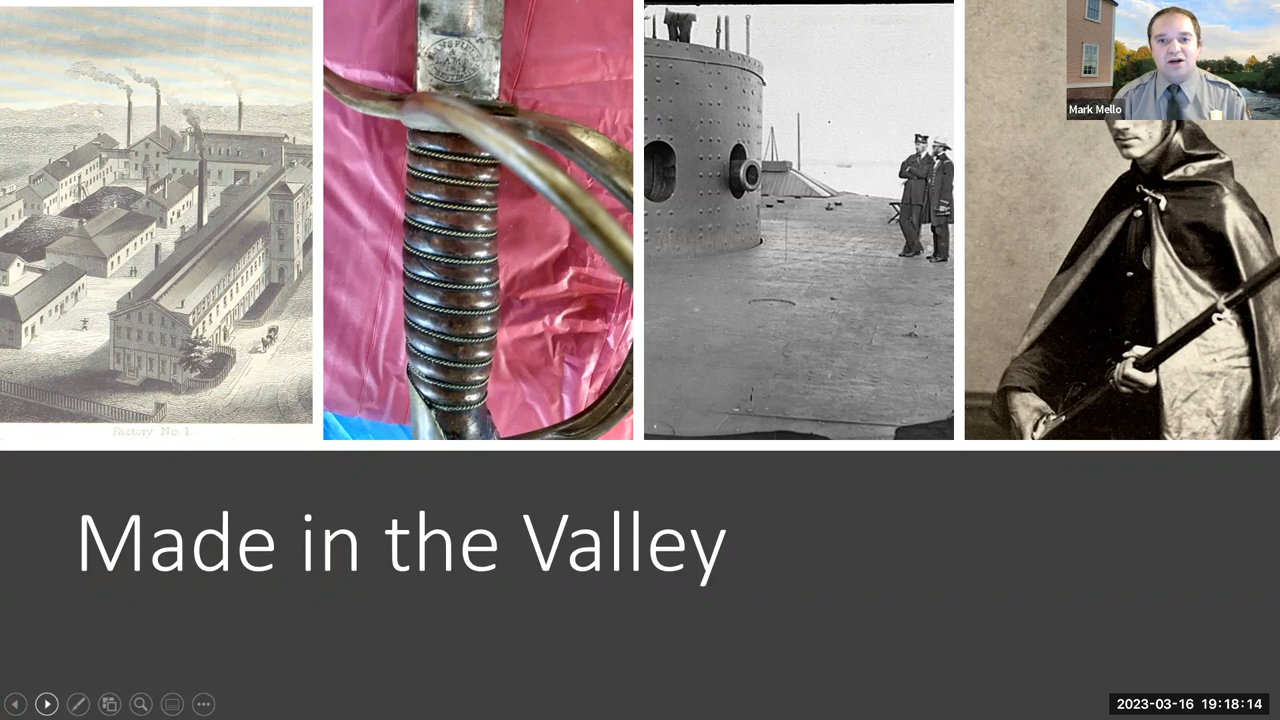 Mark Mello
Factory No. 1.
Made in the Valley
2023-03-16 19:18:14